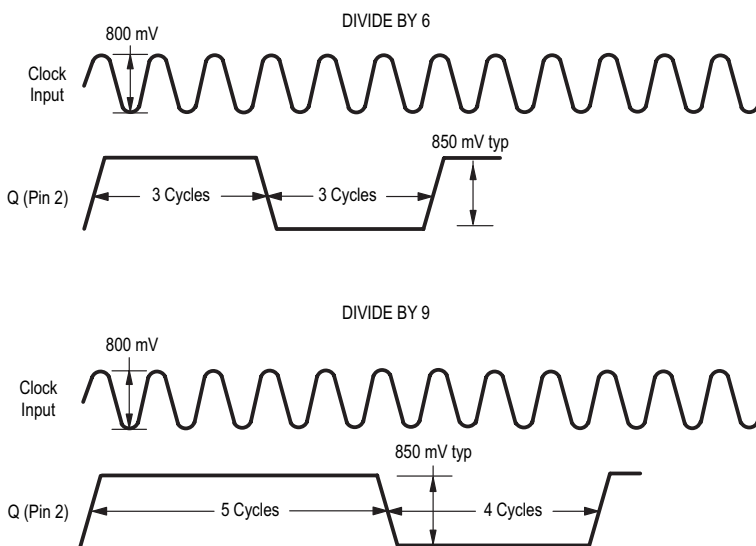 DIVIDE BY 6
800 mV
Clock
Input
850 mV typ
Q (Pin 2)
3 Cycles
3 Cycles
DIVIDE BY 9
800 mV
Clock
Input
850 mV typ
Q (Pin 2)
5 Cycles
4 Cycles